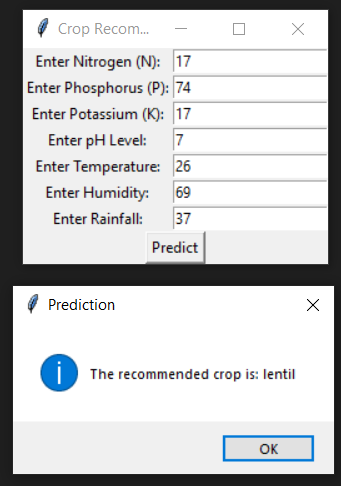 Crop Recom...
Enter Nitrogen (N): 17
Enter Phosphorus (P): 74
Enter Potassium (K): 17
Enter pH Level: 7
Enter Temperature: 26
Enter Humidity: 69
Enter Rainfall: 37
Predict
Prediction
The recommended crop is: lentil
OK